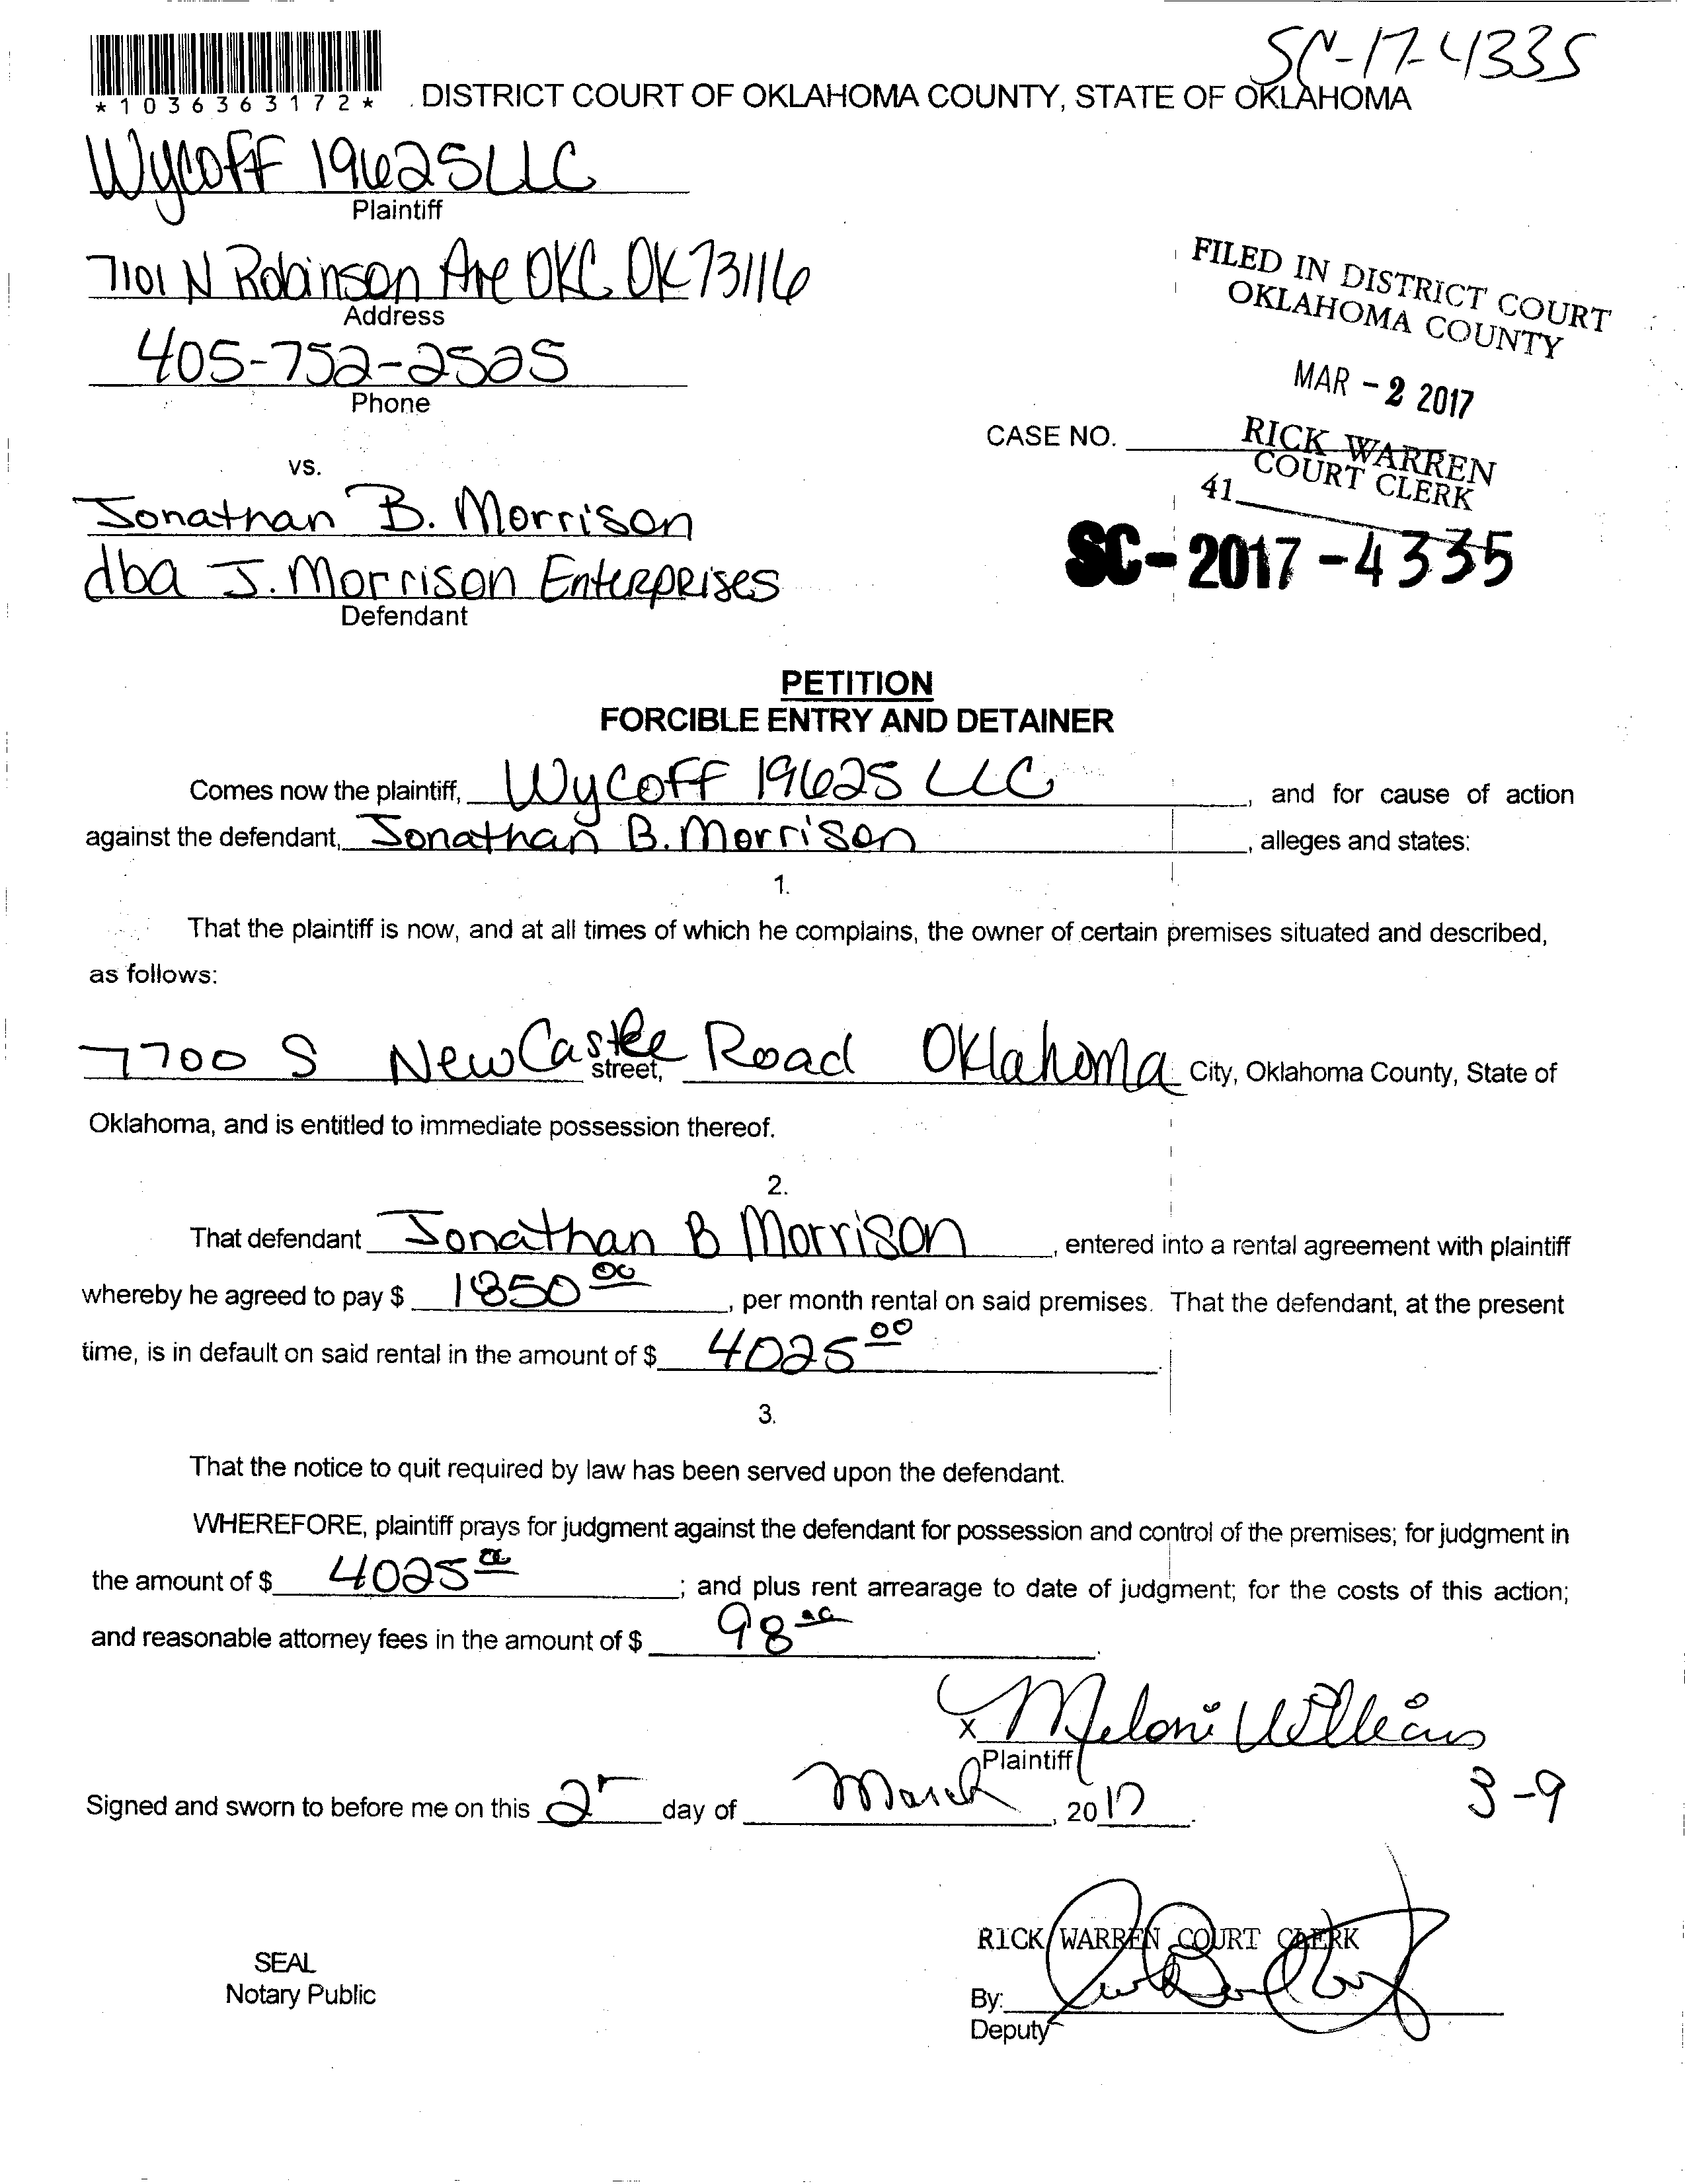 SC-17-4335
*1036363172*
DISTRICT COURT OF OKLAHOMA COUNTY, STATE OF OKLAHOMA
Wycoff 19625 LLC
Plaintiff
7101 N Robinson Ave OKC OK 73116
Address
405-752-2525
Phone
FILED IN DISTRICT COURT
OKLAHOMA COUNTY
MAR - 2 2017
RICK WARREN
COURT CLERK
41
CASE NO.
SC-2017-4335
vs.
Jonathan B. Morrison
dba J. Morrison Enterprises
Defendant
PETITION
FORCIBLE ENTRY AND DETAINER
Comes now the plaintiff, Wycoff 19625 LLC, and for cause of action
against the defendant, Jonathan B. Morrison, alleges and states:
1.
That the plaintiff is now, and at all times of which he complains, the owner of certain premises situated and described,
as follows:
7700 S NewCastle street, Road Oklahoma City, Oklahoma County, State of
Oklahoma, and is entitled to immediate possession thereof.
2.
That defendant Jonathan B Morrison, entered into a rental agreement with plaintiff
whereby he agreed to pay $ 1850 00, per month rental on said premises. That the defendant, at the present
time, is in default on said rental in the amount of $ 4025 00.
3.
That the notice to quit required by law has been served upon the defendant.
WHEREFORE, plaintiff prays for judgment against the defendant for possession and control of the premises; for judgment in
the amount of $ 4025 00; and plus rent arrearage to date of judgment; for the costs of this action;
and reasonable attorney fees in the amount of $ 98 00.
x Meloni Williams
Plaintiff
3-9
Signed and sworn to before me on this 2 day of March, 2017.
RICK WARREN COURT CLERK
SEAL
Notary Public
By:
Deputy